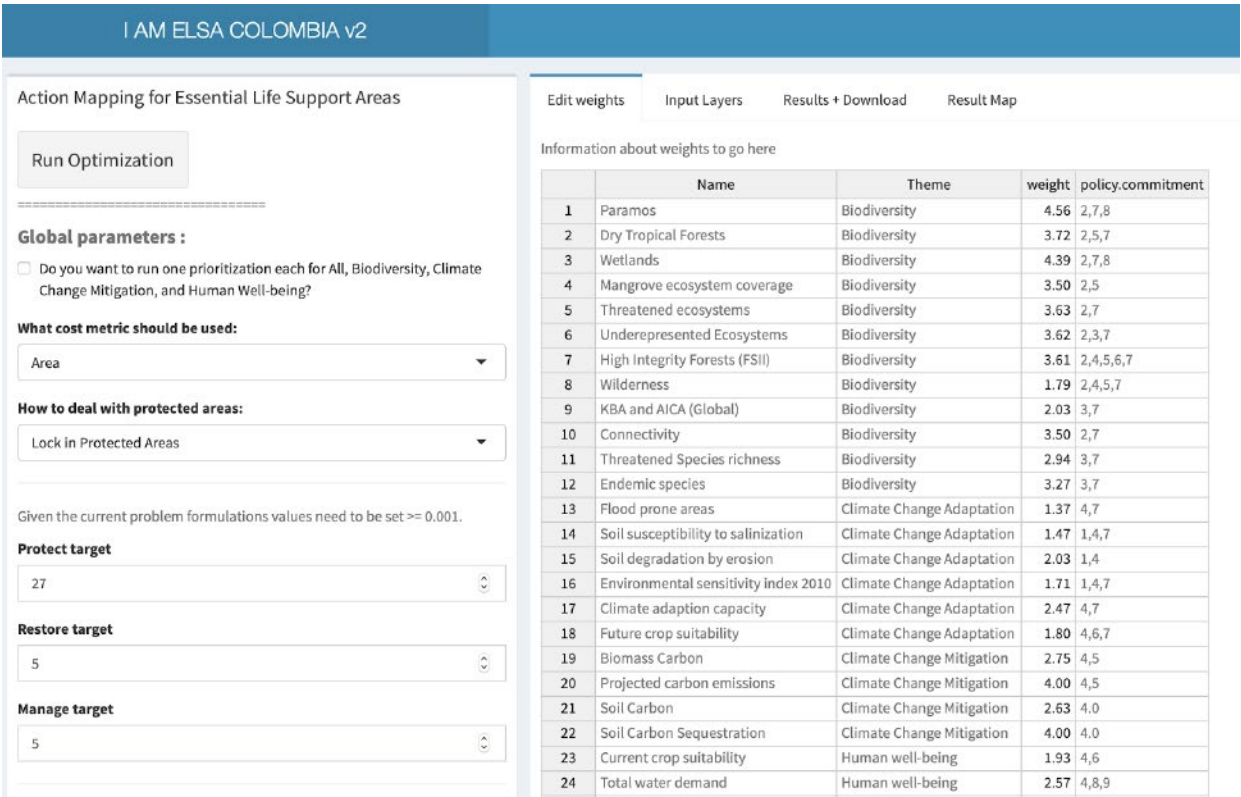 I AM ELSA COLOMBIA v2
Action Mapping for Essential Life Support Areas
Run Optimization
=================================
Global parameters :
Do you want to run one prioritization each for All, Biodiversity, Climate
Change Mitigation, and Human Well-being?
What cost metric should be used:
Area
How to deal with protected areas:
Lock in Protected Areas
Given the current problem formulations values need to be set >= 0.001.
Protect target
27
Restore target
5
Manage target
5
Edit weights Input Layers Results + Download Result Map
Information about weights to go here
Name Theme weight policy.commitment
1 Paramos Biodiversity 4.56 2,7,8
2 Dry Tropical Forests Biodiversity 3.72 2,5,7
3 Wetlands Biodiversity 4.39 2,7,8
4 Mangrove ecosystem coverage Biodiversity 3.50 2,5
5 Threatened ecosystems Biodiversity 3.63 2,7
6 Underepresented Ecosystems Biodiversity 3.62 2,3,7
7 High Integrity Forests (FSII) Biodiversity 3.61 2,4,5,6,7
8 Wilderness Biodiversity 1.79 2,4,5,7
9 KBA and AICA (Global) Biodiversity 2.03 3,7
10 Connectivity Biodiversity 3.50 2,7
11 Threatened Species richness Biodiversity 2.94 3,7
12 Endemic species Biodiversity 3.27 3,7
13 Flood prone areas Climate Change Adaptation 1.37 4,7
14 Soil susceptibility to salinization Climate Change Adaptation 1.47 1,4,7
15 Soil degradation by erosion Climate Change Adaptation 2.03 1,4
16 Environmental sensitivity index 2010 Climate Change Adaptation 1.71 1,4,7
17 Climate adaption capacity Climate Change Adaptation 2.47 4,7
18 Future crop suitability Climate Change Adaptation 1.80 4,6,7
19 Biomass Carbon Climate Change Mitigation 2.75 4,5
20 Projected carbon emissions Climate Change Mitigation 4.00 4,5
21 Soil Carbon Climate Change Mitigation 2.63 4.0
22 Soil Carbon Sequestration Climate Change Mitigation 4.00 4.0
23 Current crop suitability Human well-being 1.93 4,6
24 Total water demand Human well-being 2.57 4,8,9